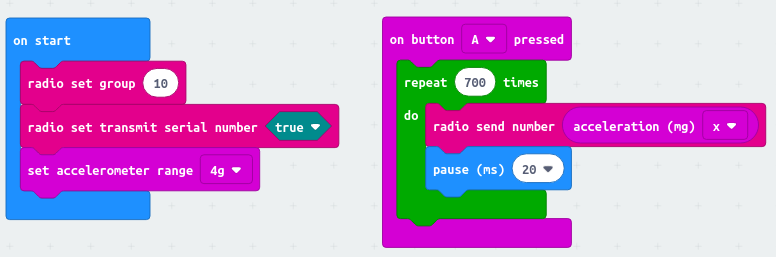 on start
radio set group 10
radio set transmit serial number true
set accelerometer range 4g
on button A pressed
repeat 700 times
do
radio send number acceleration (mg) x
pause (ms) 20